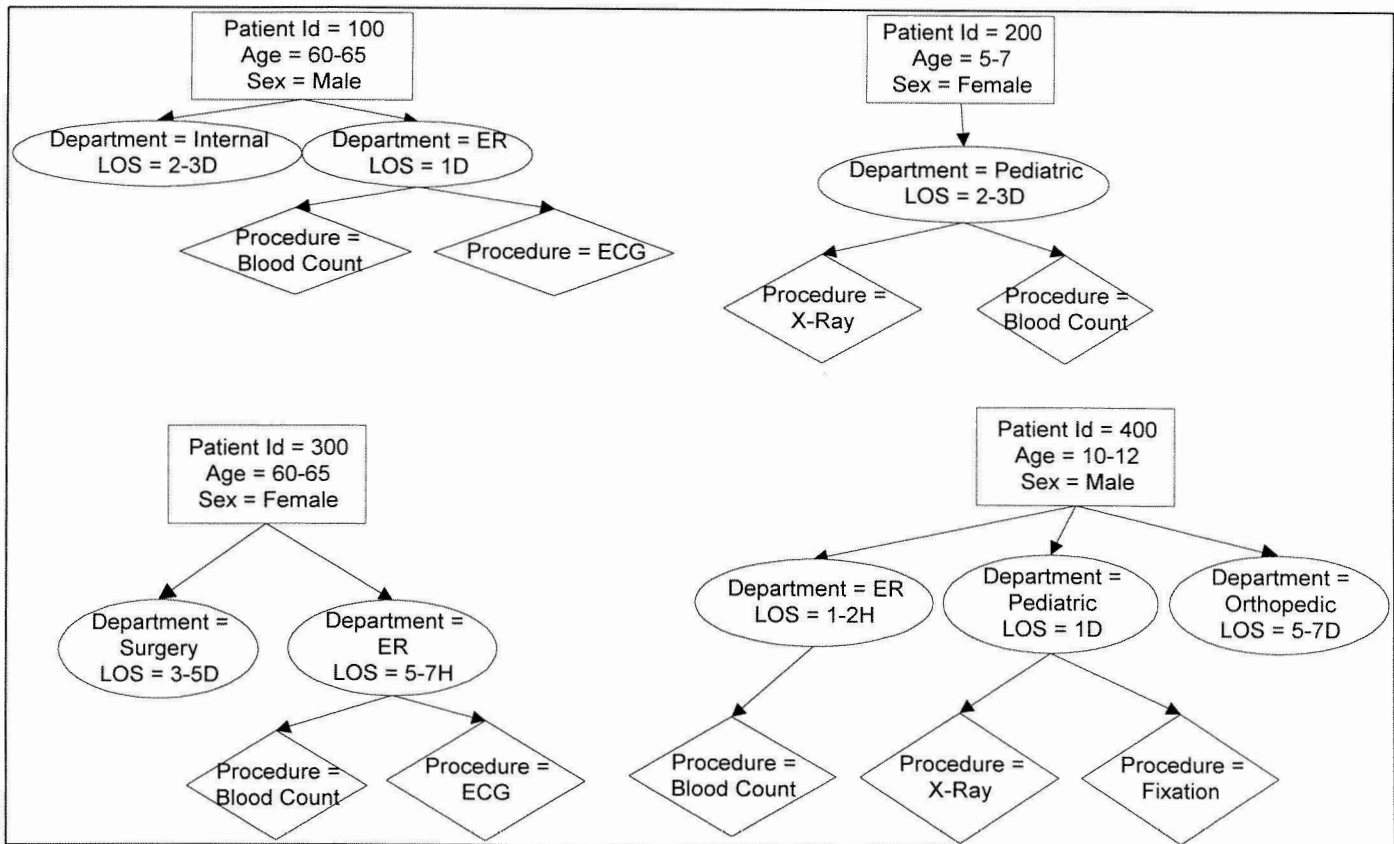 Patient Id = 100
Age = 60-65
Sex = Male
Department = Internal
LOS = 2-3D
Department = ER
LOS = 1D
Procedure =
Blood Count
Procedure = ECG
Patient Id = 200
Age = 5-7
Sex = Female
Department = Pediatric
LOS = 2-3D
Procedure =
X-Ray
Procedure =
Blood Count
Patient Id = 300
Age = 60-65
Sex = Female
Department =
Surgery
LOS = 3-5D
Department =
ER
LOS = 5-7H
Procedure =
Blood Count
Procedure =
ECG
Patient Id = 400
Age = 10-12
Sex = Male
Department = ER
LOS = 1-2H
Department =
Pediatric
LOS = 1D
Department =
Orthopedic
LOS = 5-7D
Procedure =
Blood Count
Procedure =
X-Ray
Procedure =
Fixation